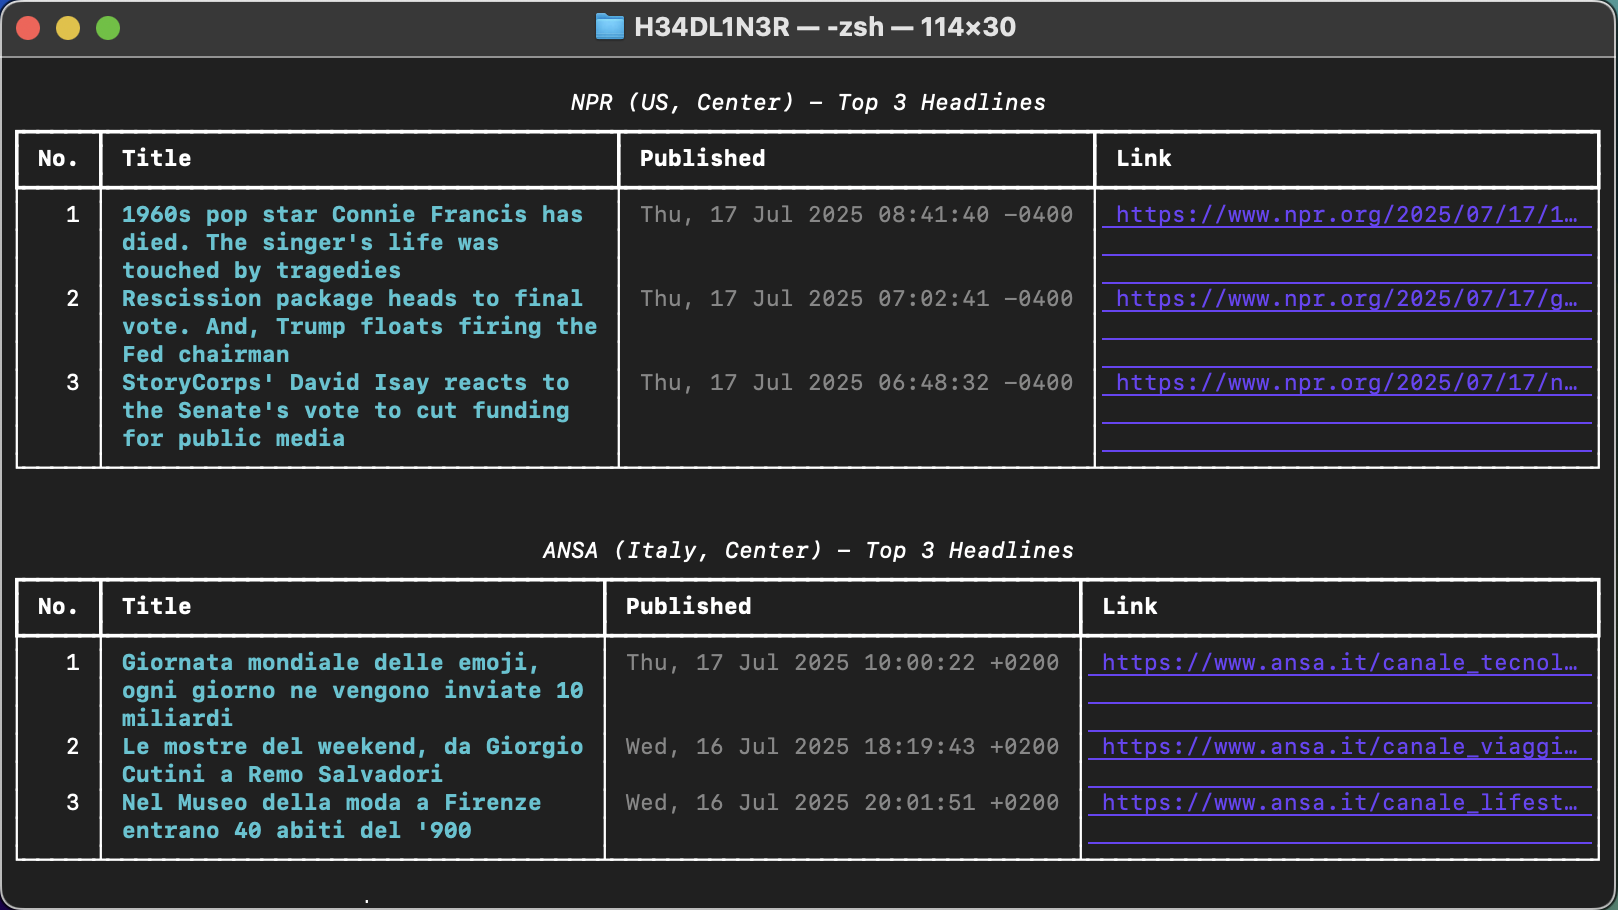 H34DL1N3R — -zsh — 114×30
NPR (US, Center) — Top 3 Headlines
No. Title Published Link
1 1960s pop star Connie Francis has Thu, 17 Jul 2025 08:41:40 -0400 https://www.npr.org/2025/07/17/1…
died. The singer's life was
touched by tragedies
2 Rescission package heads to final Thu, 17 Jul 2025 07:02:41 -0400 https://www.npr.org/2025/07/17/g…
vote. And, Trump floats firing the
Fed chairman
3 StoryCorps' David Isay reacts to Thu, 17 Jul 2025 06:48:32 -0400 https://www.npr.org/2025/07/17/n…
the Senate's vote to cut funding
for public media
ANSA (Italy, Center) — Top 3 Headlines
No. Title Published Link
1 Giornata mondiale delle emoji, Thu, 17 Jul 2025 10:00:22 +0200 https://www.ansa.it/canale_tecnol…
ogni giorno ne vengono inviate 10
miliardi
2 Le mostre del weekend, da Giorgio Wed, 16 Jul 2025 18:19:43 +0200 https://www.ansa.it/canale_viaggi…
Cutini a Remo Salvadori
3 Nel Museo della moda a Firenze Wed, 16 Jul 2025 20:01:51 +0200 https://www.ansa.it/canale_lifest…
entrano 40 abiti del '900